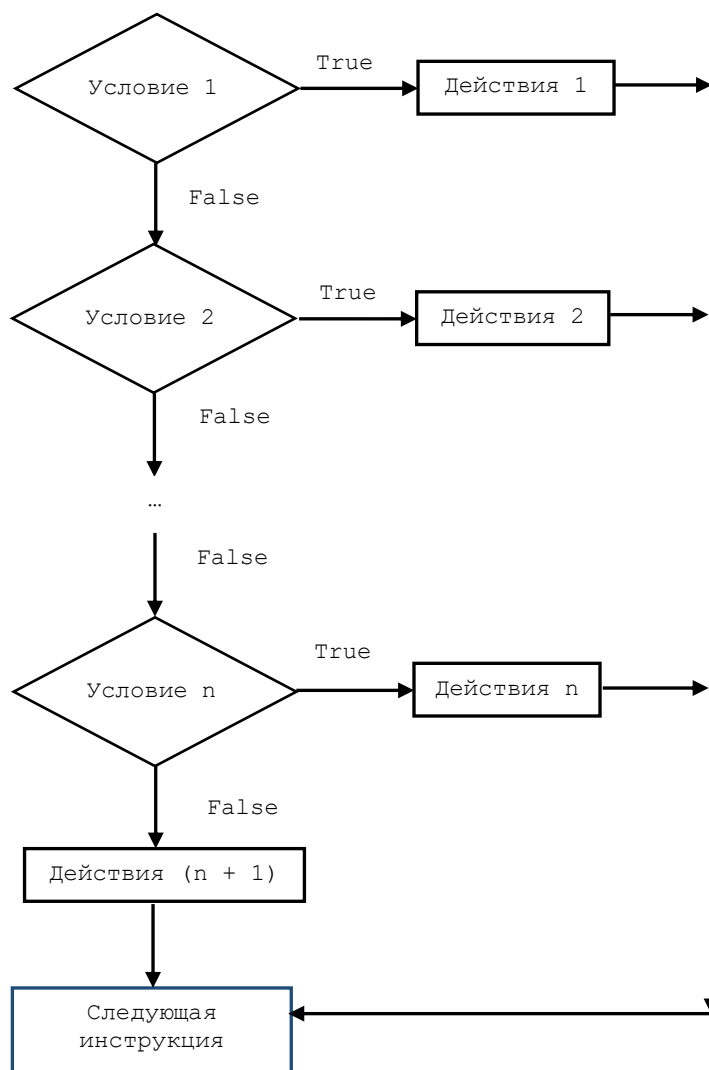 Условие 1
True
Действия 1
False
Условие 2
True
Действия 2
False
…
False
Условие n
True
Действия n
False
Действия (n + 1)
Следующая
инструкция